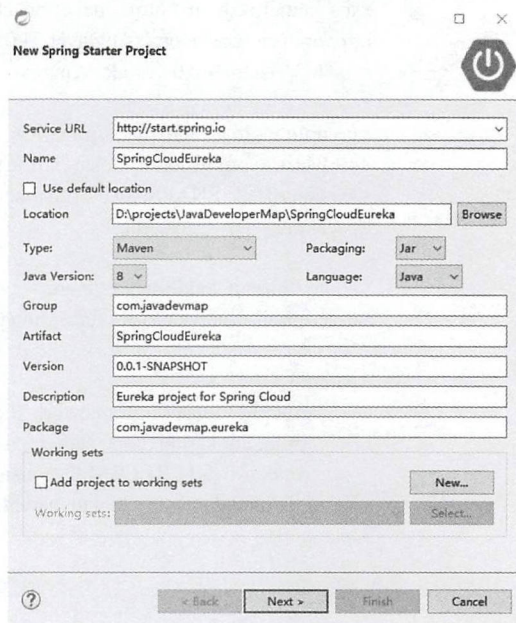 New Spring Starter Project
Service URL http://start.spring.io
Name SpringCloudEureka
Use default location
Location D:\projects\JavaDeveloperMap\SpringCloudEureka Browse
Type: Maven Packaging: Jar
Java Version: 8 Language: Java
Group com.javadevmap
Artifact SpringCloudEureka
Version 0.0.1-SNAPSHOT
Description Eureka project for Spring Cloud
Package com.javadevmap.eureka
Working sets
Add project to working sets New...
Working sets: Select...
? < Back Next > Finish Cancel